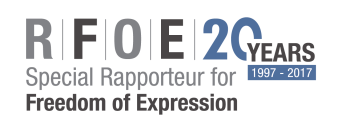 R|F|O|E 20 YEARS
1997 - 2017
Special Rapporteur for
Freedom of Expression